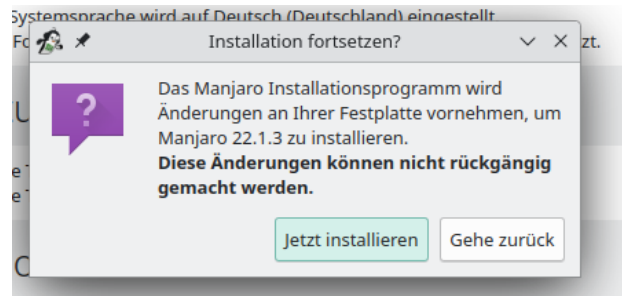 Systemsprache wird auf Deutsch (Deutschland) eingestellt.
Installation fortsetzen?
zt.
Das Manjaro Installationsprogramm wird
Änderungen an Ihrer Festplatte vornehmen, um
Manjaro 22.1.3 zu installieren.
Diese Änderungen können nicht rückgängig
gemacht werden.
Jetzt installieren
Gehe zurück